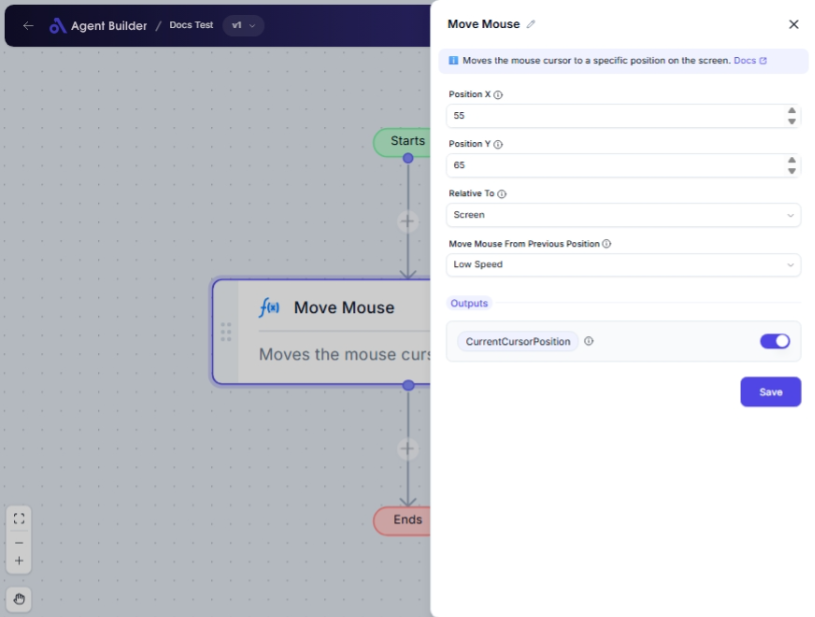 Agent Builder / Docs Test v1
Starts
Move Mouse
Moves the mouse curs
Ends
Move Mouse
Moves the mouse cursor to a specific position on the screen. Docs
Position X
55
Position Y
65
Relative To
Screen
Move Mouse From Previous Position
Low Speed
Outputs
CurrentCursorPosition
Save